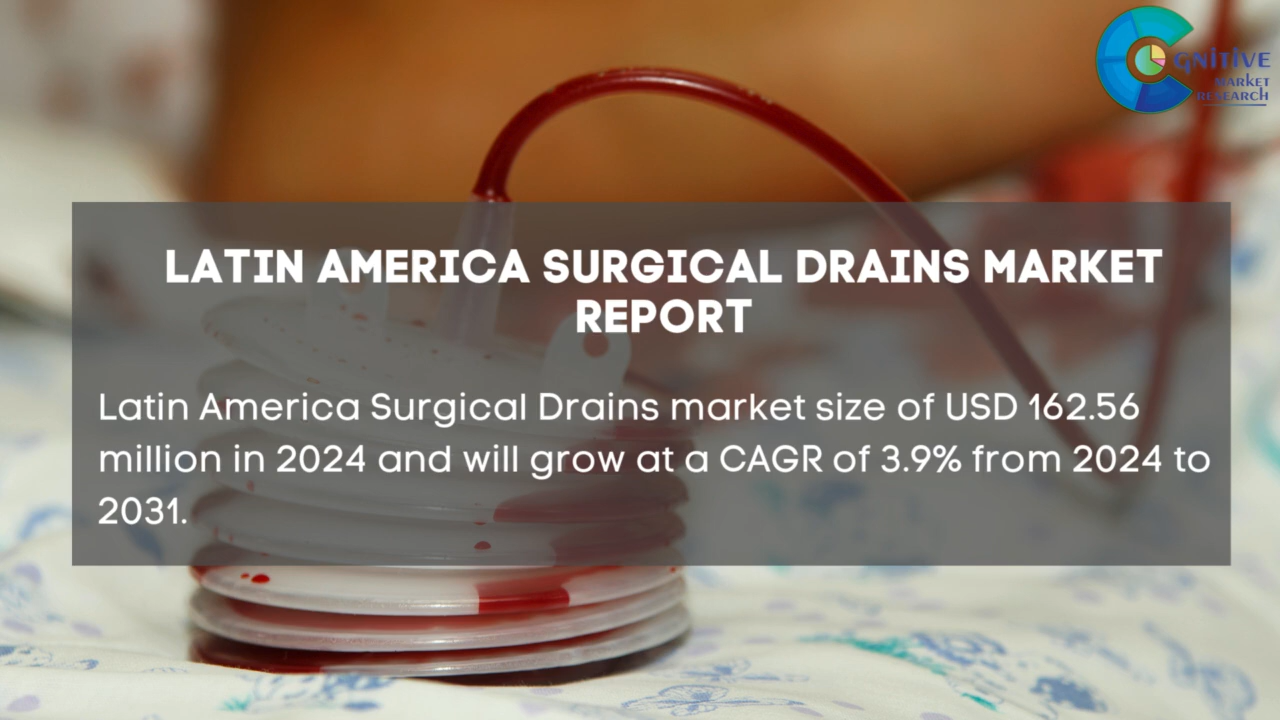 GNITIVE
MARKET
RESEARCH
LATIN AMERICA SURGICAL DRAINS MARKET
REPORT
Latin America Surgical Drains market size of USD 162.56
million in 2024 and will grow at a CAGR of 3.9% from 2024 to
2031.